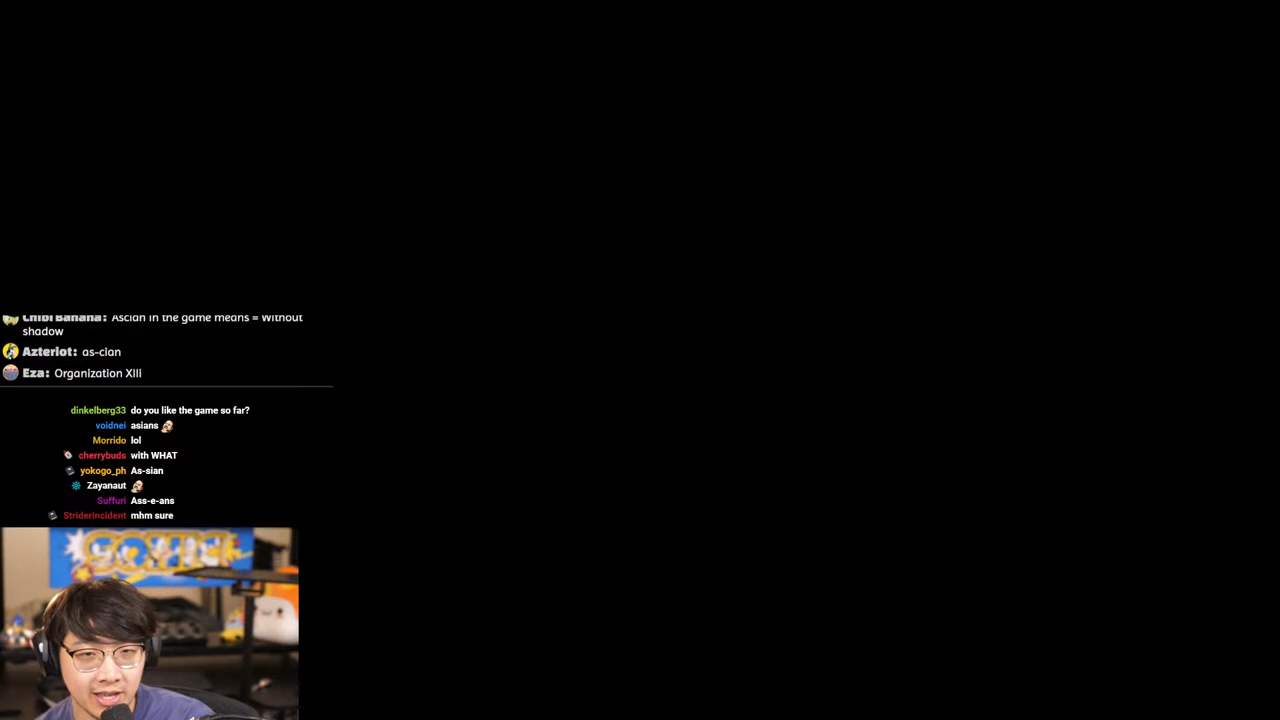 Chibi Banana: Ascian in the game means = Without
shadow
Azteriot: as-cian
Eza: Organization XIII
dinkelberg33 do you like the game so far?
voidnei asians
Morrido lol
cherrybuds with WHAT
yokogo_ph As-sian
Zayanaut
Suffuri Ass-e-ans
StriderIncident mhm sure
SONIC